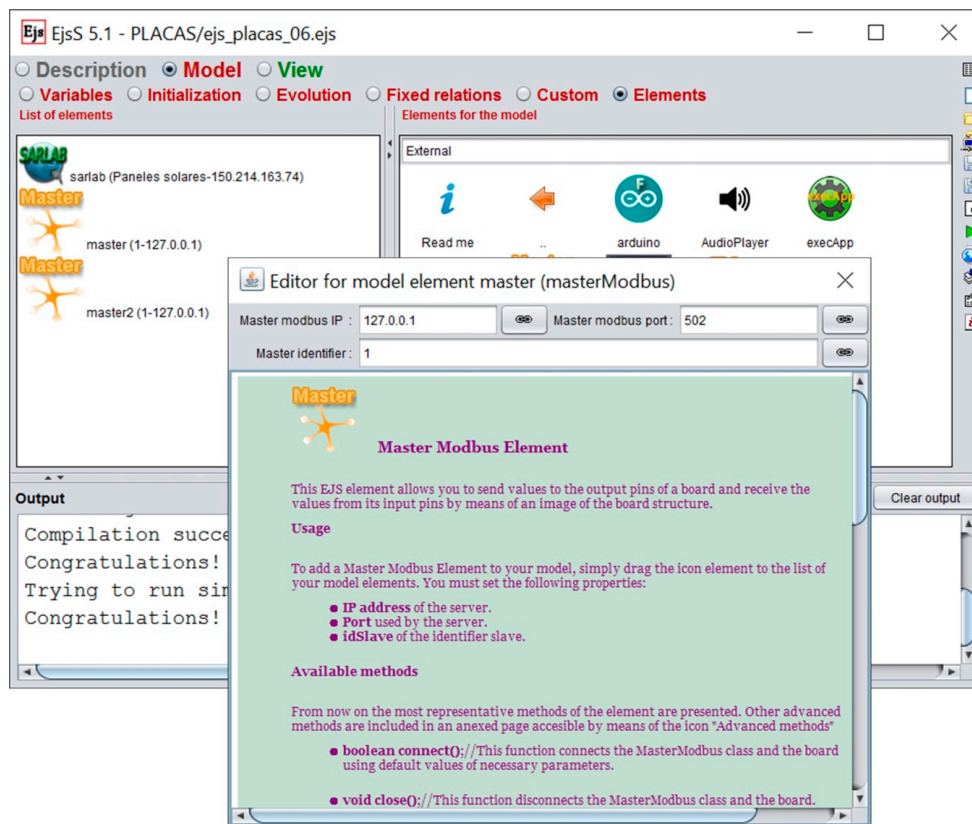 Ejs EjsS 5.1 - PLACAS/ejs_placas_06.ejs
Description Model View
Variables Initialization Evolution Fixed relations Custom Elements
List of elements
Elements for the model
SARLAB
sarlab (Paneles solares-150.214.163.74)
Master
master (1-127.0.0.1)
Master
master2 (1-127.0.0.1)
External
F
execApp
Read me .. arduino AudioPlayer execApp
Output
Clear output
Compilation succe
Congratulations!
Trying to run sim
Congratulations!
Editor for model element master (masterModbus)
Master modbus IP : 127.0.0.1 Master modbus port : 502
Master identifier : 1
Master
Master Modbus Element
This EJS element allows you to send values to the output pins of a board and receive the
values from its input pins by means of an image of the board structure.
Usage
To add a Master Modbus Element to your model, simply drag the icon element to the list of
your model elements. You must set the following properties:
● IP address of the server.
● Port used by the server.
● idSlave of the identifier slave.
Available methods
From now on the most representative methods of the element are presented. Other advanced
methods are included in an anexed page accesible by means of the icon "Advanced methods"
● boolean connect();//This function connects the MasterModbus class and the board
using default values of necessary parameters.
● void close();//This function disconnects the MasterModbus class and the board.